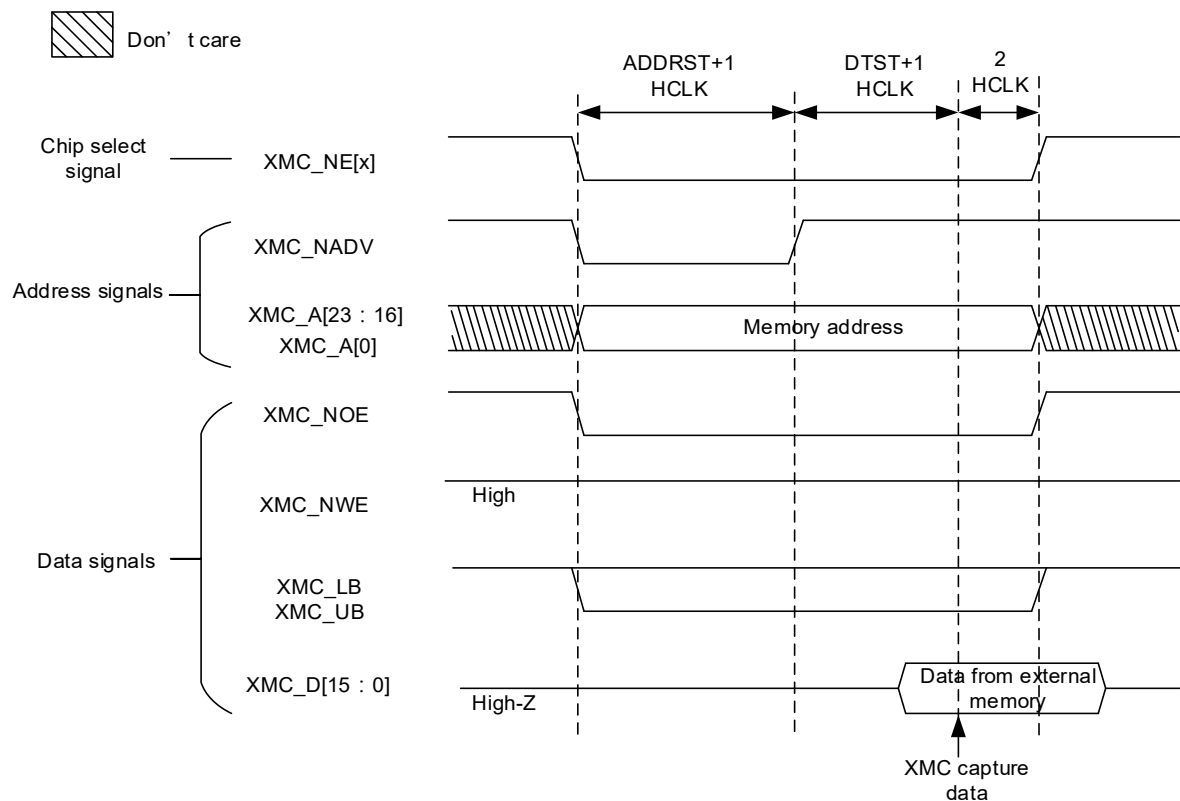 Don’ t care
ADDRST+1
HCLK
DTST+1
HCLK
2
HCLK
Chip select
signal
XMC_NE[x]
XMC_NADV
Address signals
XMC_A[23 : 16]
XMC_A[0]
Memory address
XMC_NOE
High
XMC_NWE
Data signals
XMC_LB
XMC_UB
XMC_D[15 : 0]
High-Z
Data from external
memory
XMC capture
data